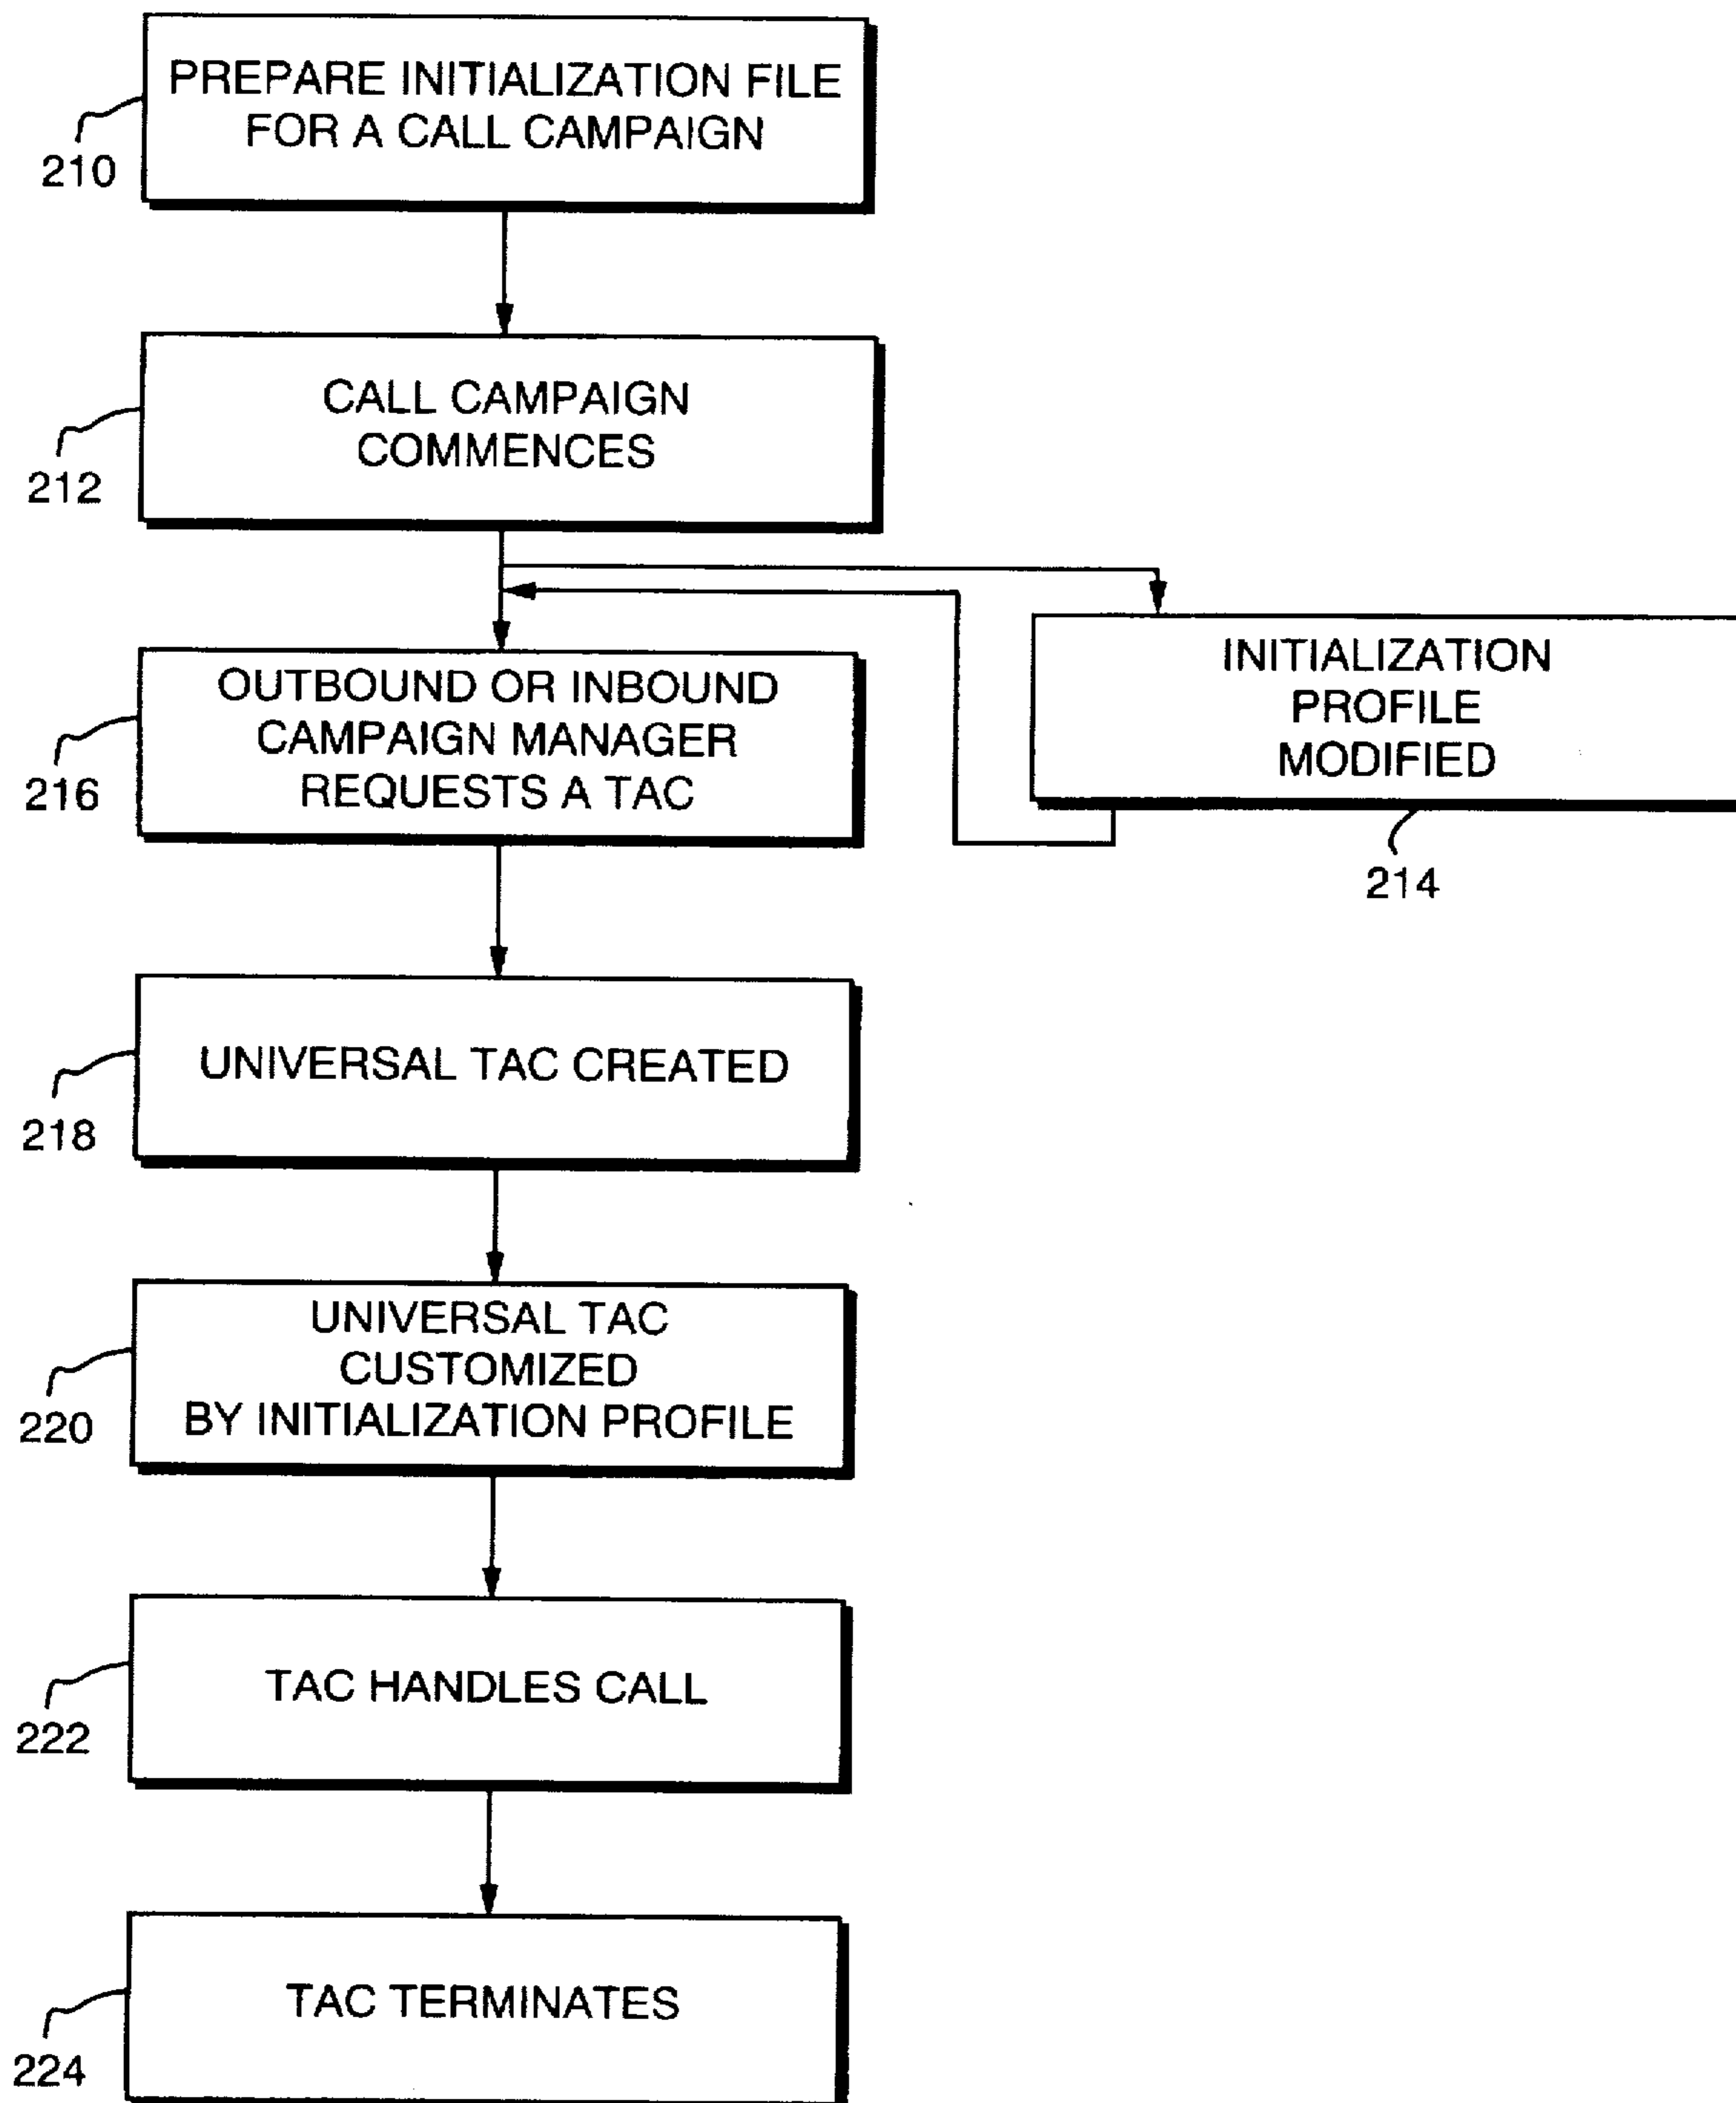 PREPARE INITIALIZATION FILE
FOR A CALL CAMPAIGN
210
CALL CAMPAIGN
COMMENCES
212
INITIALIZATION
PROFILE
MODIFIED
214
OUTBOUND OR INBOUND
CAMPAIGN MANAGER
REQUESTS A TAC
216
UNIVERSAL TAC CREATED
218
UNIVERSAL TAC
CUSTOMIZED
BY INITIALIZATION PROFILE
220
TAC HANDLES CALL
222
TAC TERMINATES
224